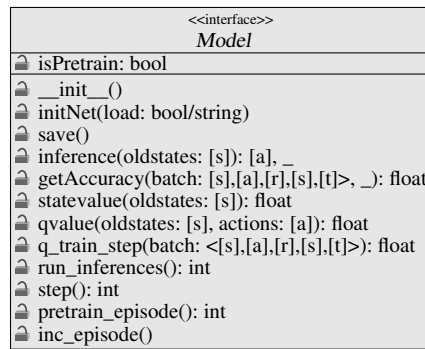 <<interface>>
Model
isPretrain: bool
__init__()
initNet(load: bool/string)
save()
inference(oldstates: [s]): [a], _
getAccuracy(batch: [s],[a],[r],[s],[t]>, _): float
statevalue(oldstates: [s]): float
qvalue(oldstates: [s], actions: [a]): float
q_train_step(batch: <[s],[a],[r],[s],[t]>): float
run_inferences(): int
step(): int
pretrain_episode(): int
inc_episode()